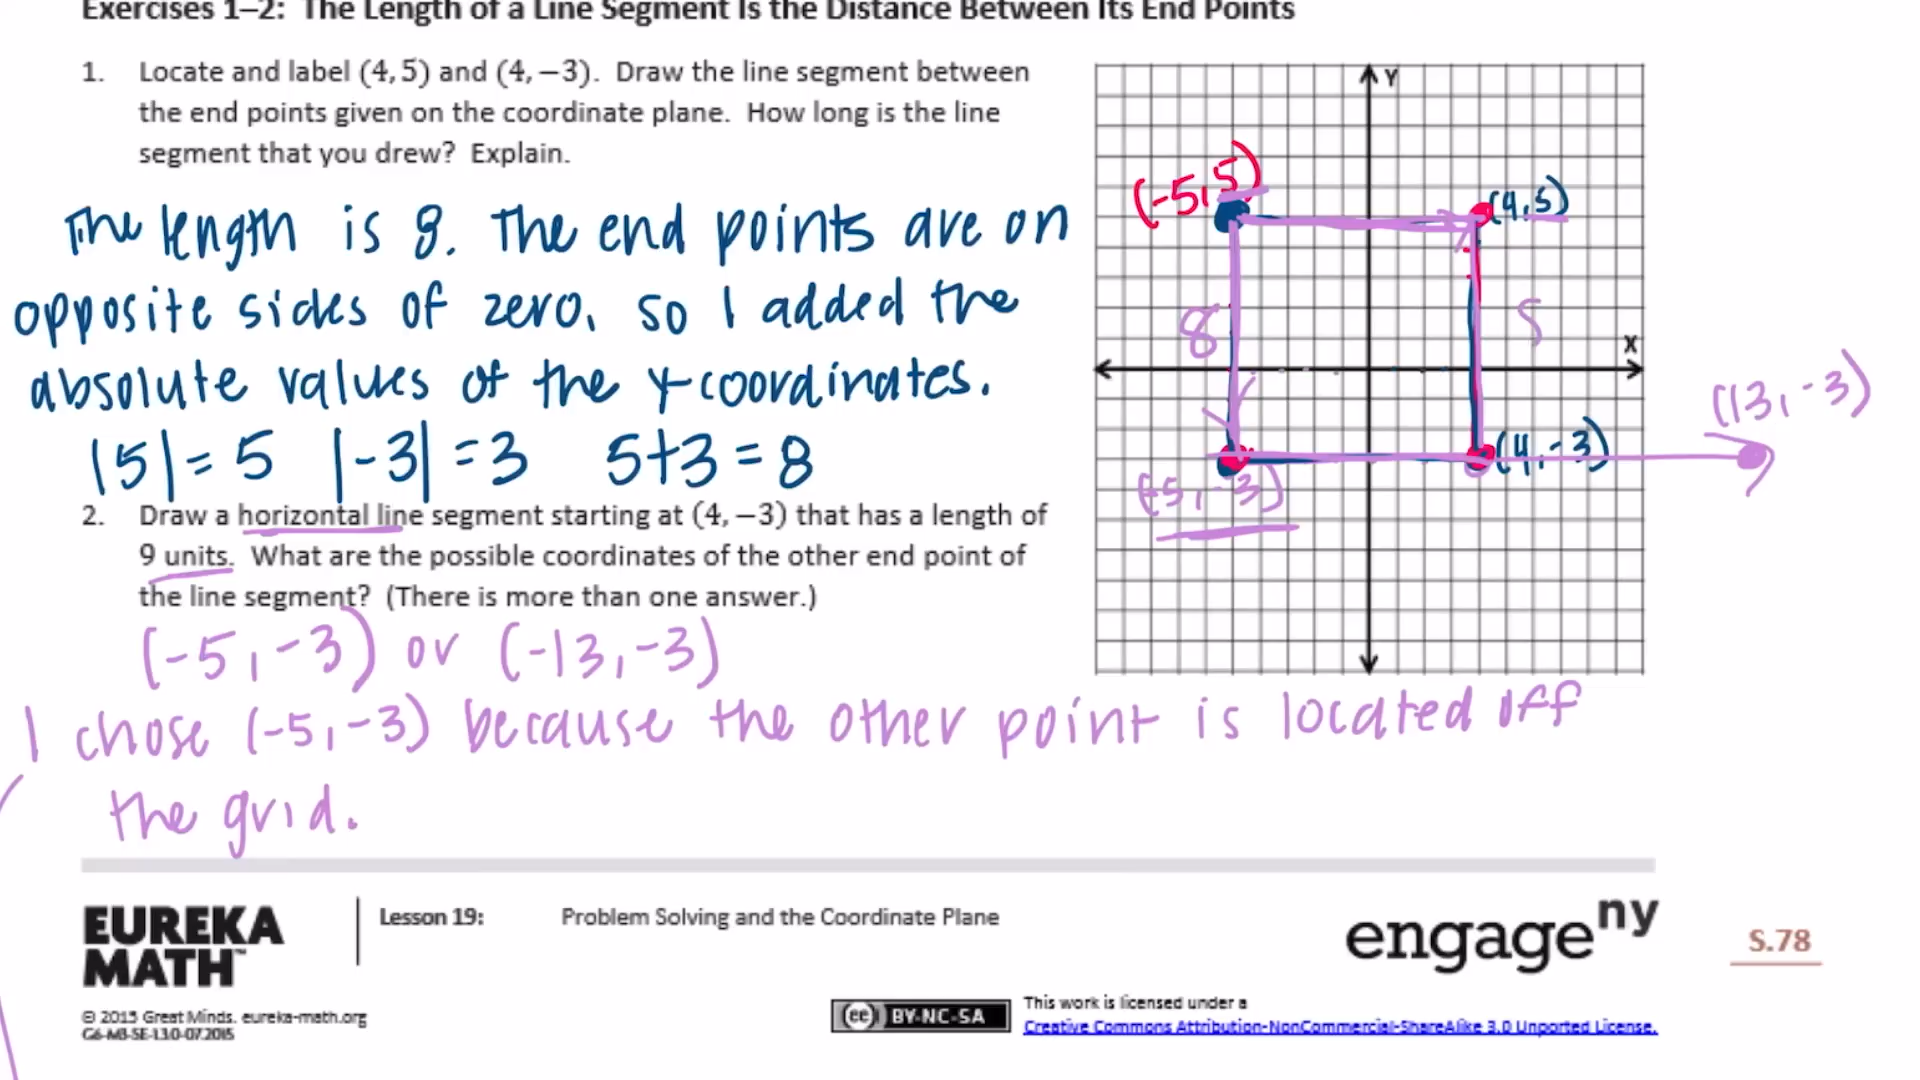 Exercises 1–2: The Length of a Line Segment Is the Distance Between Its End Points
1. Locate and label (4, 5) and (4, −3). Draw the line segment between
the end points given on the coordinate plane. How long is the line
segment that you drew? Explain.
The length is 8. The end points are on
opposite sides of zero, so I added the
absolute values of the y-coordinates.
|5| = 5 |-3| = 3 5+3 = 8
2. Draw a horizontal line segment starting at (4, −3) that has a length of
9 units. What are the possible coordinates of the other end point of
the line segment? (There is more than one answer.)
(-5, -3) or (-13, -3)
I chose (-5, -3) because the other point is located off
the grid.
Y
(-5, 5)
(4, 5)
8
X
(13, -3)
(4, -3)
(-5, -3)
EUREKA
MATH™
Lesson 19: Problem Solving and the Coordinate Plane
engageny
S.78
© 2015 Great Minds. eureka-math.org
G6-M3-SE-1.3.0-07.2015
cc BY-NC-SA
This work is licensed under a
Creative Commons Attribution-NonCommercial-ShareAlike 3.0 Unported License.